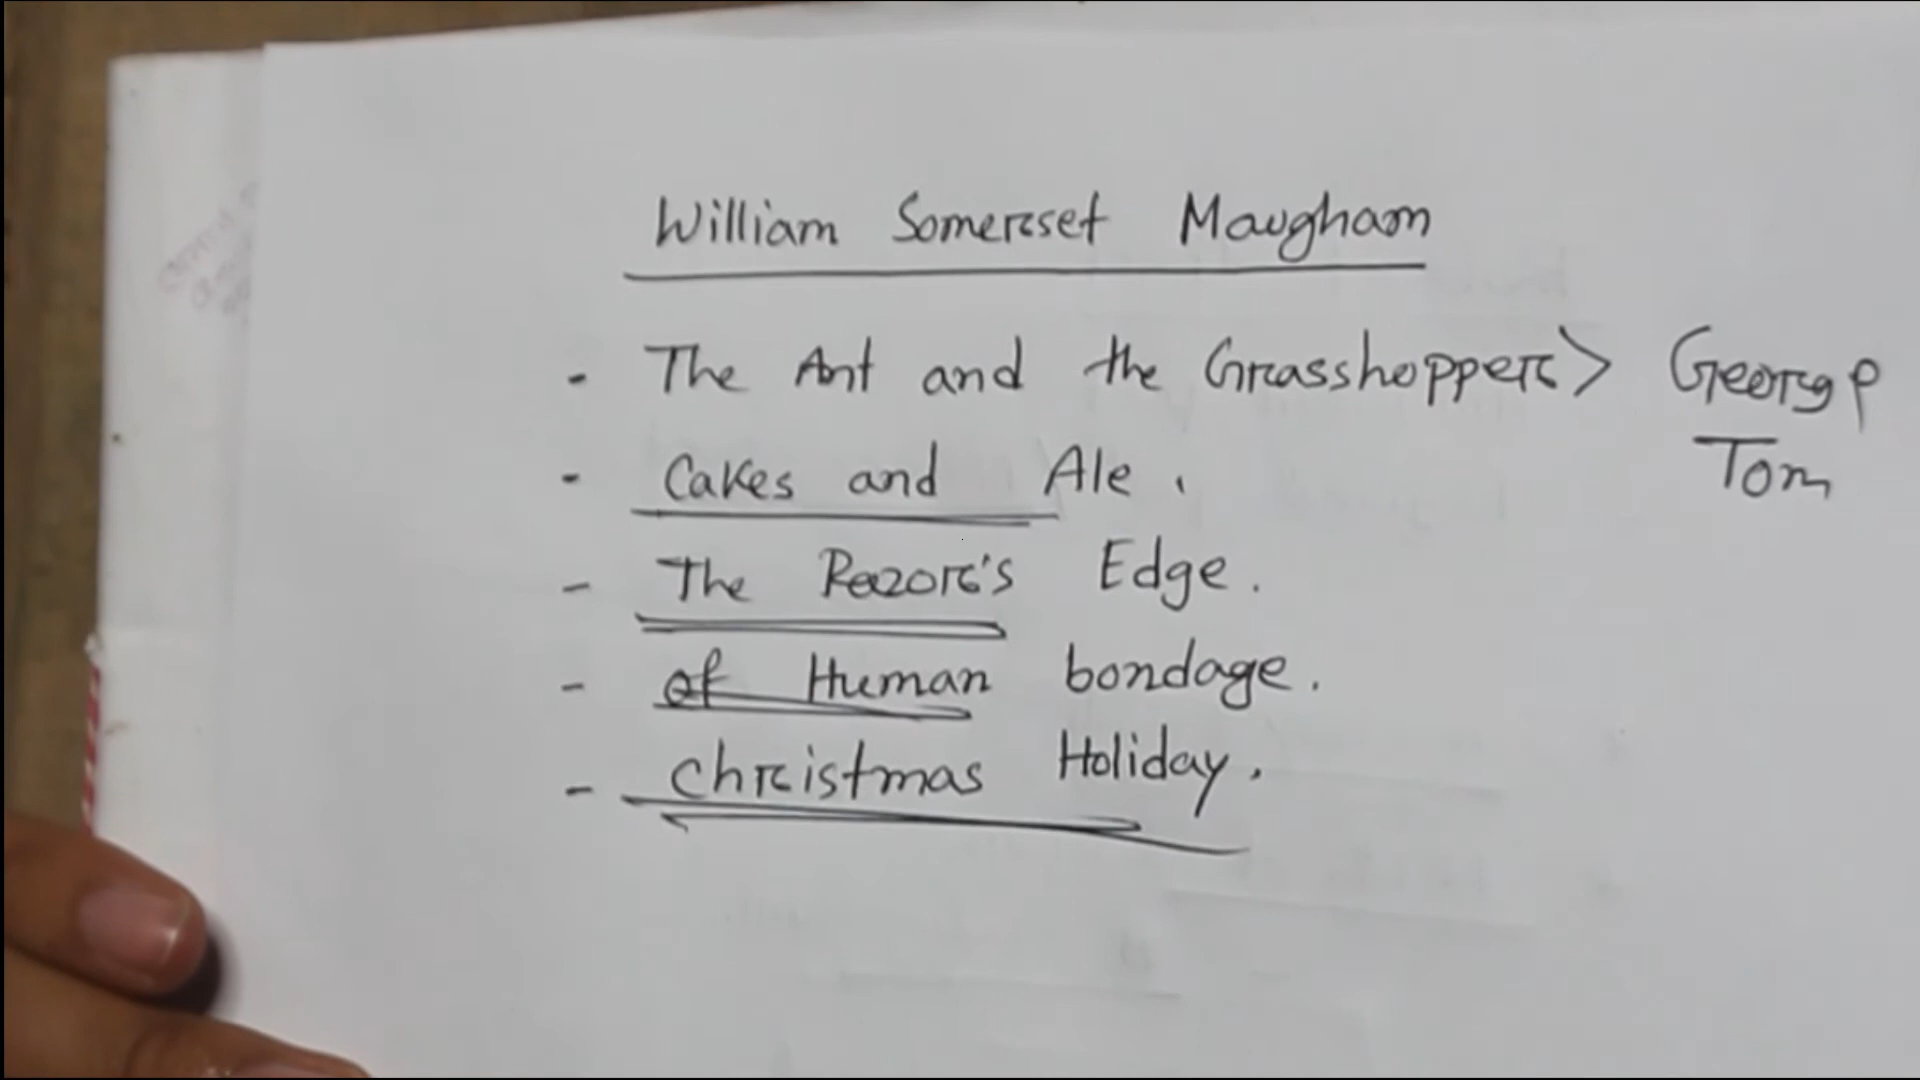 William Somerset Maugham
- The Ant and the Grasshopper> George
Tom
- Cakes and Ale.
- The Razor's Edge.
- of Human bondage.
- christmas Holiday.